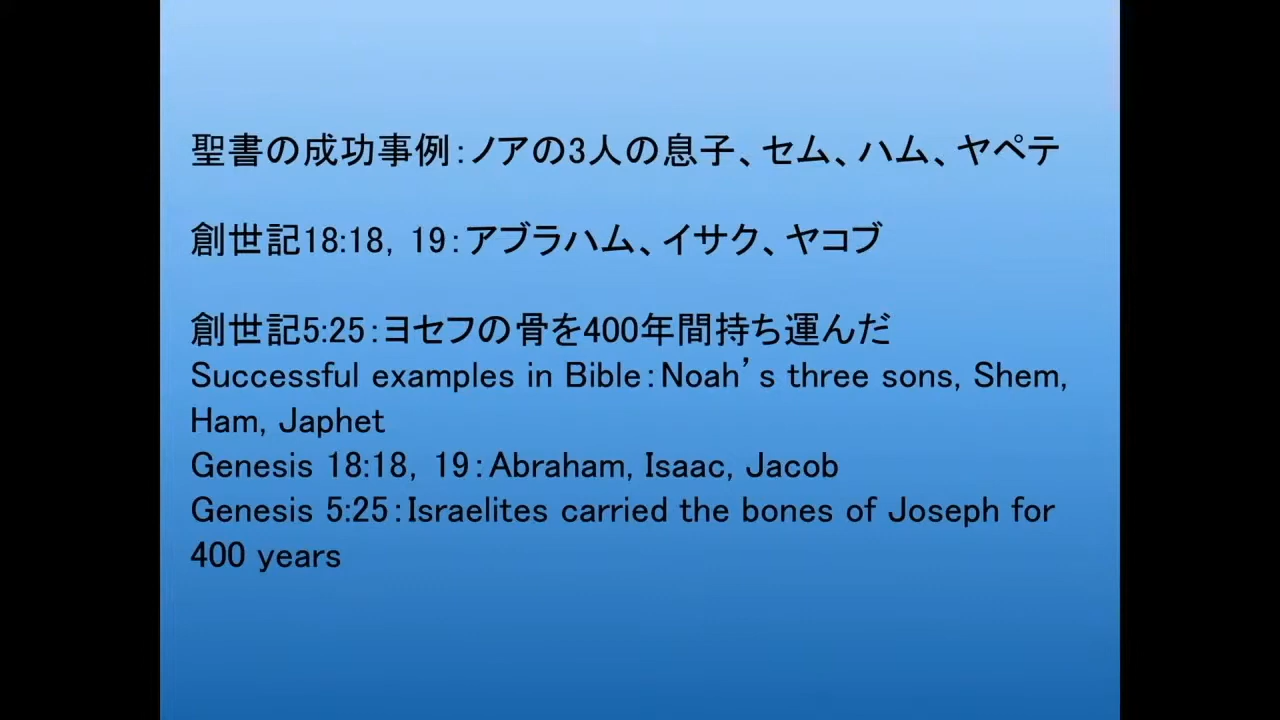 聖書の成功事例：ノアの3人の息子、セム、ハム、ヤペテ
創世記18:18，19：アブラハム、イサク、ヤコブ
創世記5:25：ヨセフの骨を400年間持ち運んだ
Successful examples in Bible：Noah’s three sons, Shem,
Ham, Japhet
Genesis 18:18，19：Abraham, Isaac, Jacob
Genesis 5:25：Israelites carried the bones of Joseph for
400 years